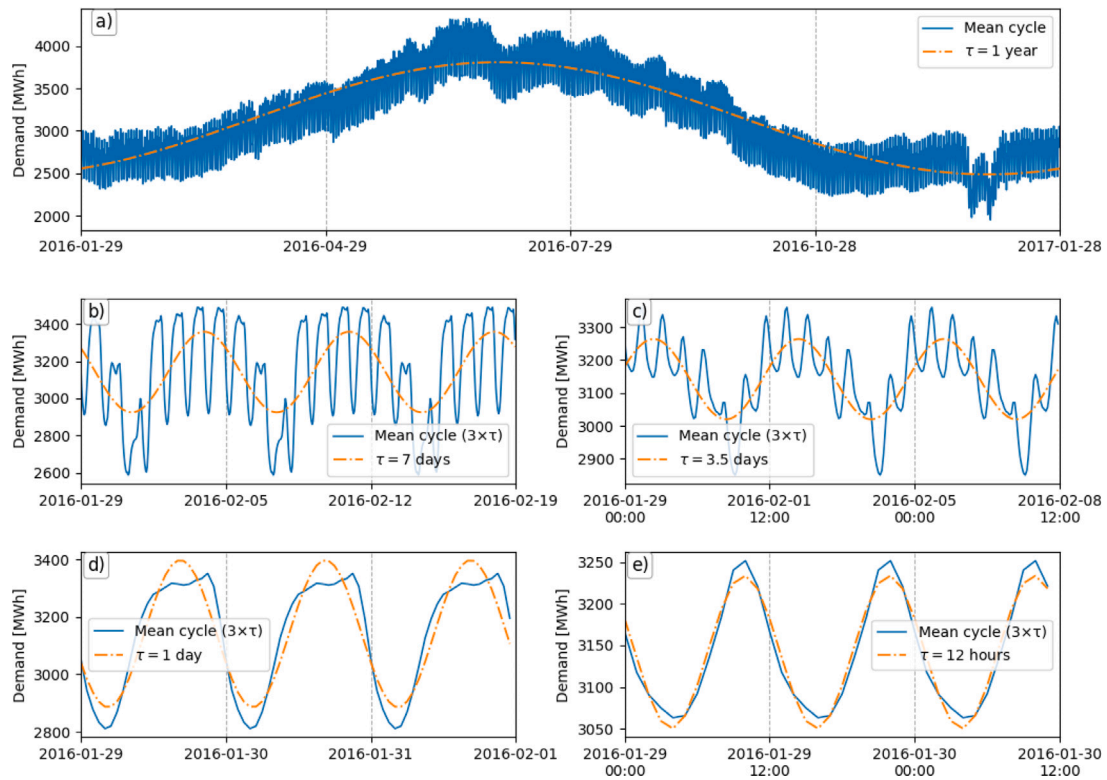 a)
Mean cycle
τ = 1 year
Demand [MWh]
4000
3500
3000
2500
2000
2016-01-29
2016-04-29
2016-07-29
2016-10-28
2017-01-28
b)
Demand [MWh]
3400
3200
3000
2800
2600
Mean cycle (3×τ)
τ = 7 days
2016-01-29
2016-02-05
2016-02-12
2016-02-19
c)
Demand [MWh]
3300
3200
3100
3000
2900
Mean cycle (3×τ)
τ = 3.5 days
2016-01-29
00:00
2016-02-01
12:00
2016-02-05
00:00
2016-02-08
12:00
d)
Demand [MWh]
3400
3200
3000
2800
Mean cycle (3×τ)
τ = 1 day
2016-01-29
2016-01-30
2016-01-31
2016-02-01
e)
Demand [MWh]
3250
3200
3150
3100
3050
Mean cycle (3×τ)
τ = 12 hours
2016-01-29
00:00
2016-01-29
12:00
2016-01-30
00:00
2016-01-30
12:00